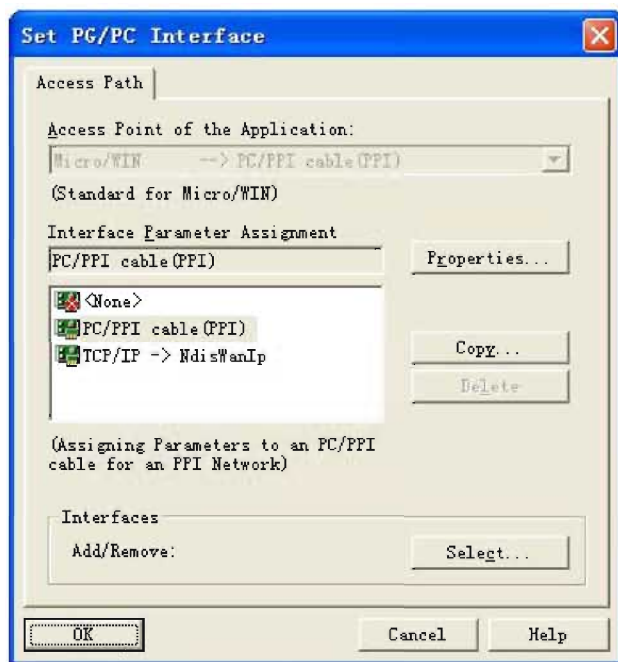 Set PG/PC Interface
Access Path
Access Point of the Application:
Micro/WIN --> PC/PPI cable(PPI)
(Standard for Micro/WIN)
Interface Parameter Assignment
PC/PPI cable(PPI)
Properties...
<None>
PC/PPI cable(PPI)
TCP/IP -> NdisWanIp
Copy...
Delete
(Assigning Parameters to an PC/PPI
cable for an PPI Network)
Interfaces
Add/Remove:
Select...
OK
Cancel
Help